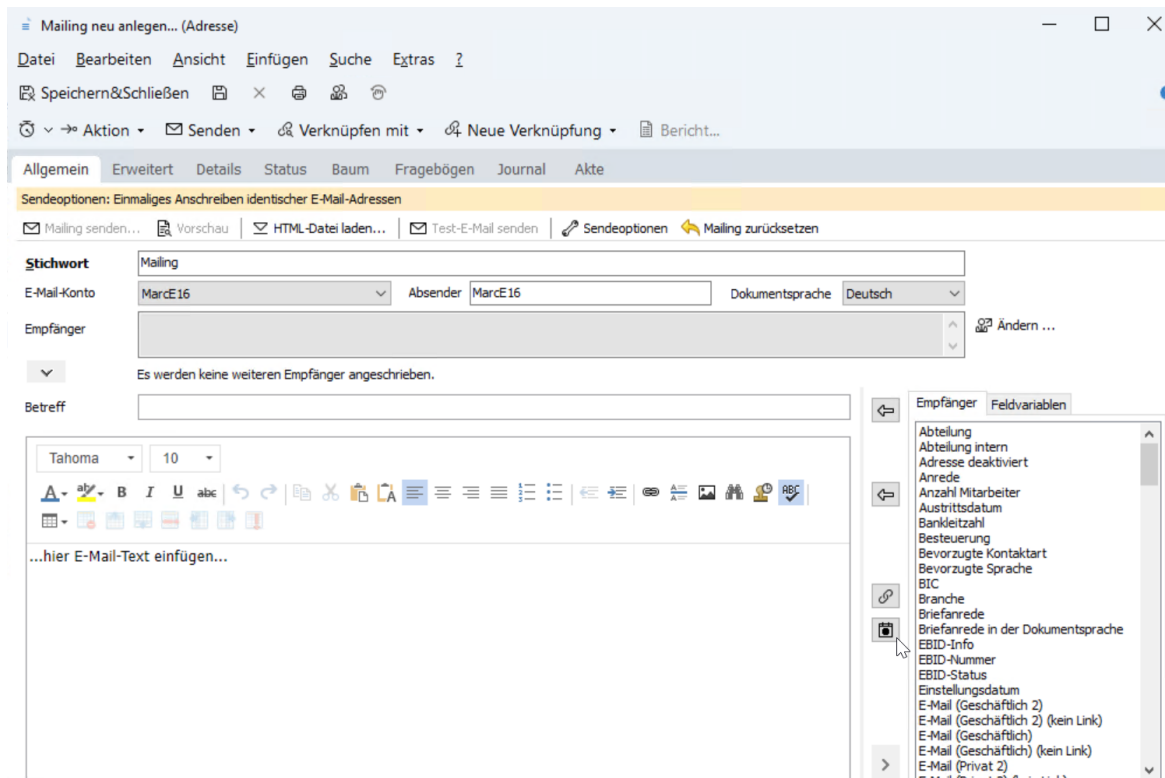 Mailing neu anlegen... (Adresse)
Datei Bearbeiten Ansicht Einfügen Suche Extras ?
Speichern&Schließen
Aktion Senden Verknüpfen mit Neue Verknüpfung Bericht...
Allgemein Erweitert Details Status Baum Fragebögen Journal Akte
Sendeoptionen: Einmaliges Anschreiben identischer E-Mail-Adressen
Mailing senden... Vorschau HTML-Datei laden... Test-E-Mail senden Sendeoptionen Mailing zurücksetzen
Stichwort Mailing
E-Mail-Konto MarcE16 Absender MarcE16 Dokumentsprache Deutsch
Empfänger Ändern ...
Es werden keine weiteren Empfänger angeschrieben.
Betreff
Empfänger Feldvariablen
Tahoma 10
A ab B I U abc A ABC
...hier E-Mail-Text einfügen...
Abteilung
Abteilung intern
Adresse deaktiviert
Anrede
Anzahl Mitarbeiter
Austrittsdatum
Bankleitzahl
Besteuerung
Bevorzugte Kontaktart
Bevorzugte Sprache
BIC
Branche
Briefanrede
Briefanrede in der Dokumentsprache
EBID-Info
EBID-Nummer
EBID-Status
Einstellungsdatum
E-Mail (Geschäftlich 2)
E-Mail (Geschäftlich 2) (kein Link)
E-Mail (Geschäftlich)
E-Mail (Geschäftlich) (kein Link)
E-Mail (Privat 2)